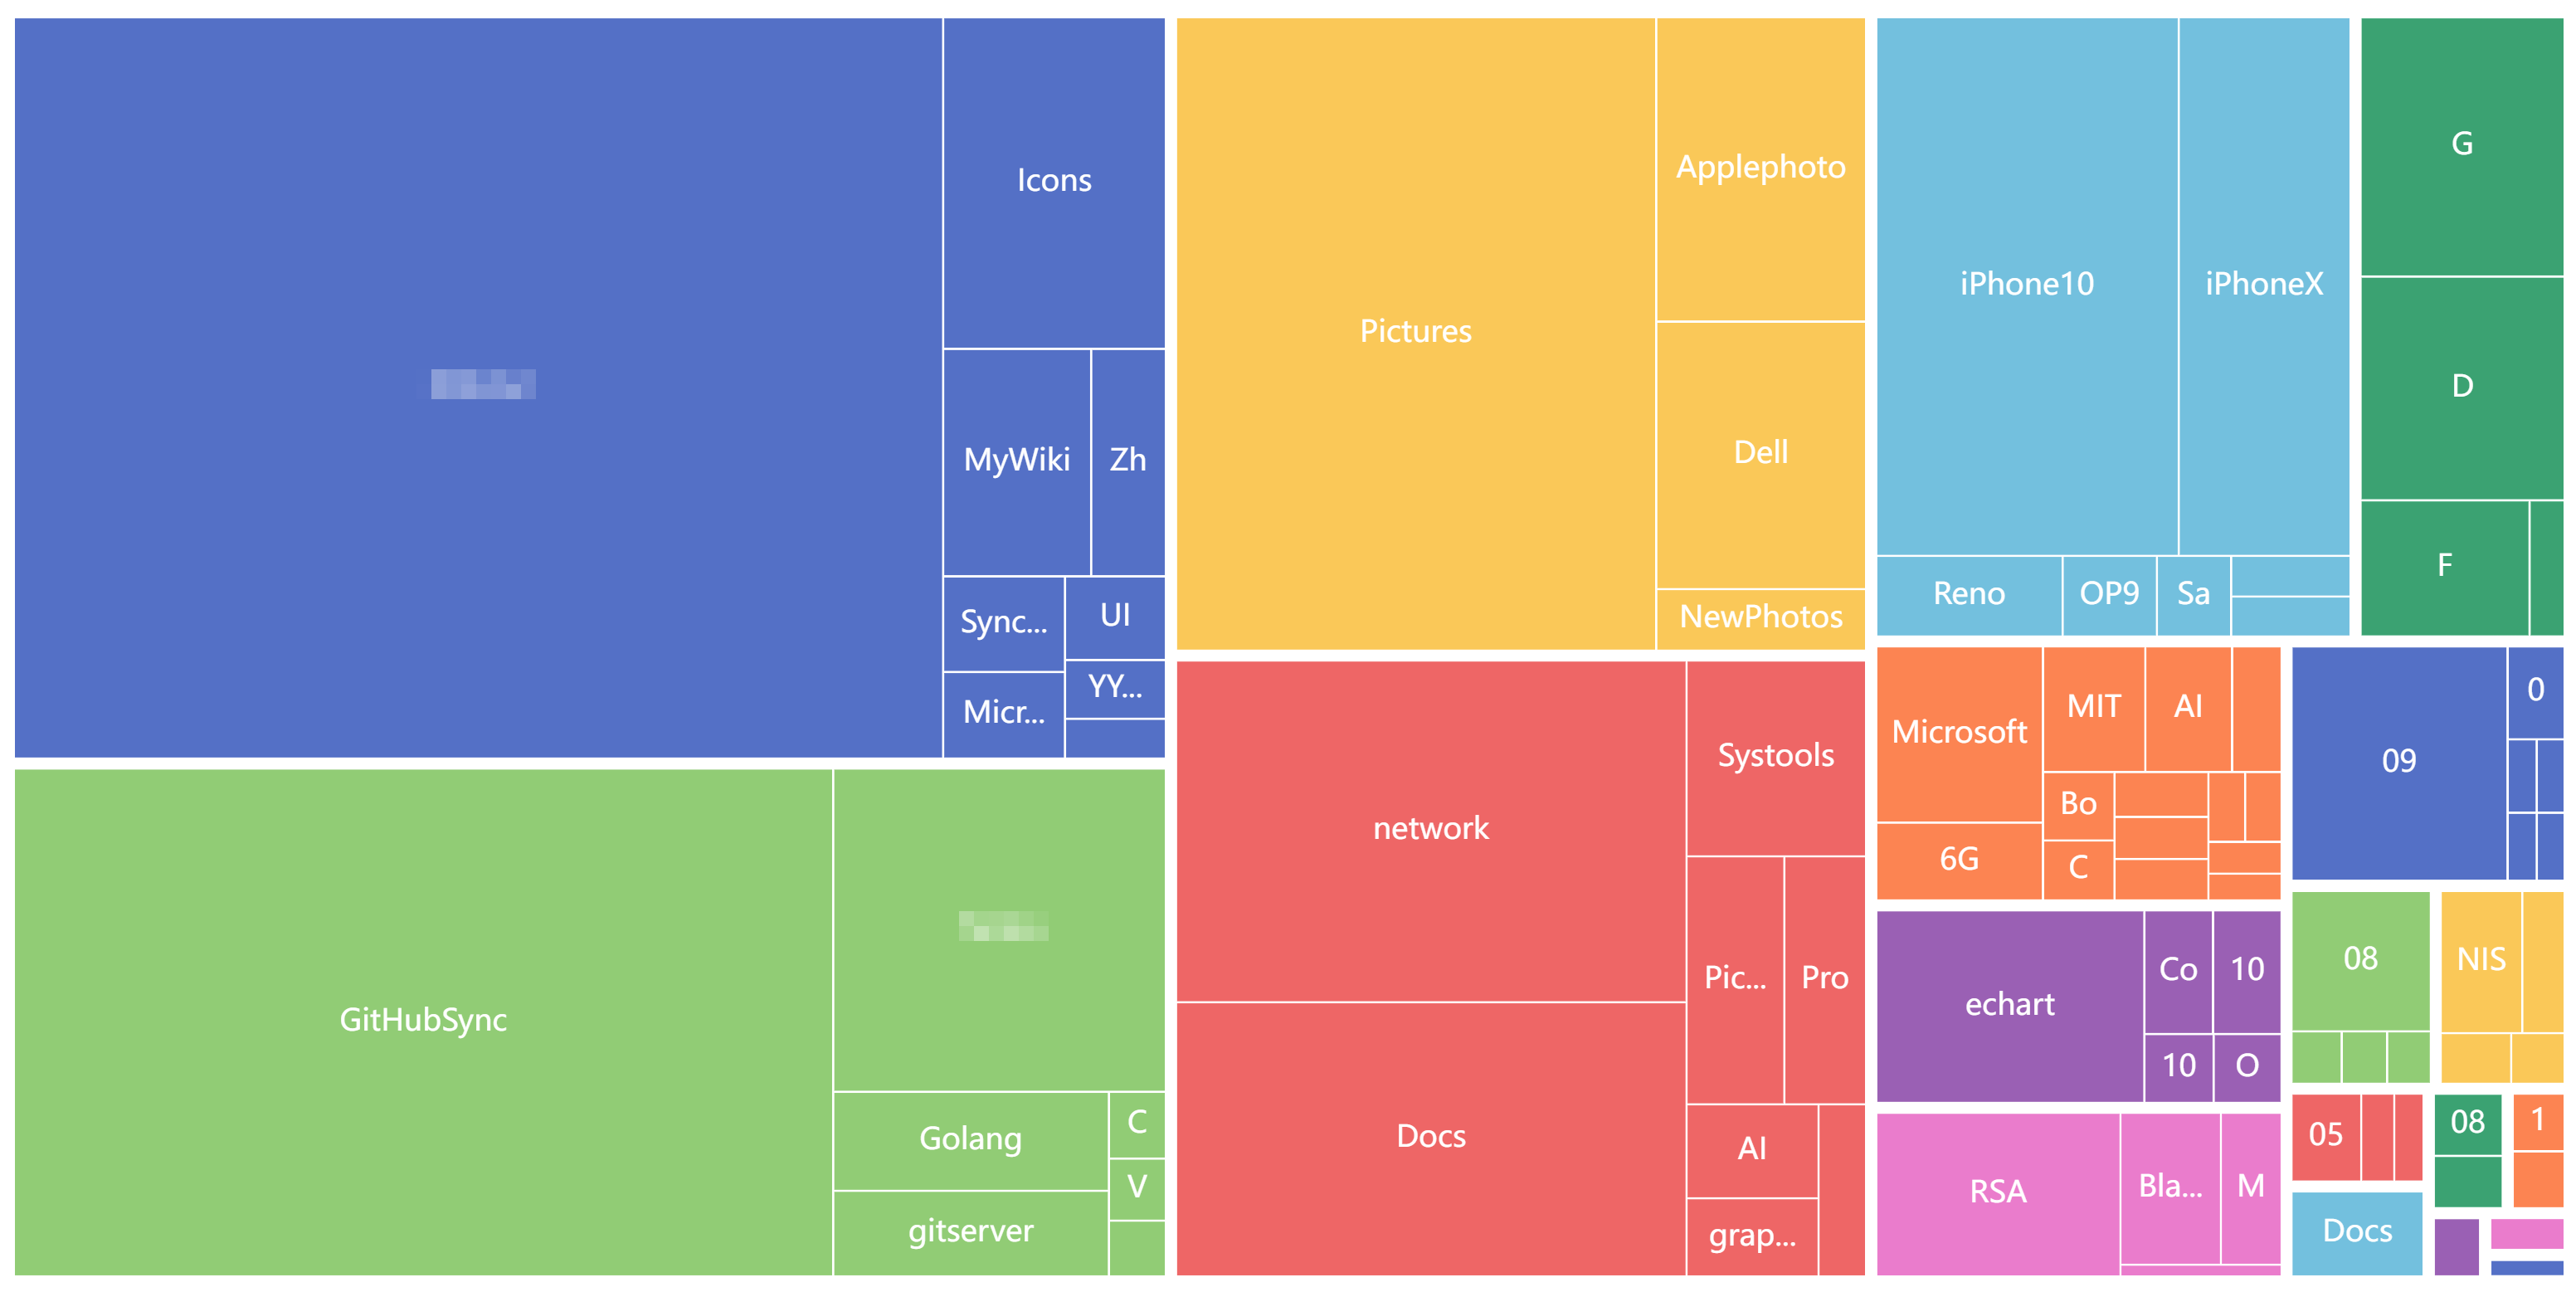 Icons
MyWiki
Zh
Sync...
UI
Micr...
YY...
GitHubSync
Golang
C
V
gitserver
Pictures
Applephoto
Dell
NewPhotos
network
Systools
Pic...
Pro
Docs
AI
grap...
iPhone10
iPhoneX
Reno
OP9
Sa
G
D
F
Microsoft
MIT
AI
Bo
6G
C
09
0
echart
Co
10
10
O
08
NIS
RSA
Bla...
M
05
08
1
Docs